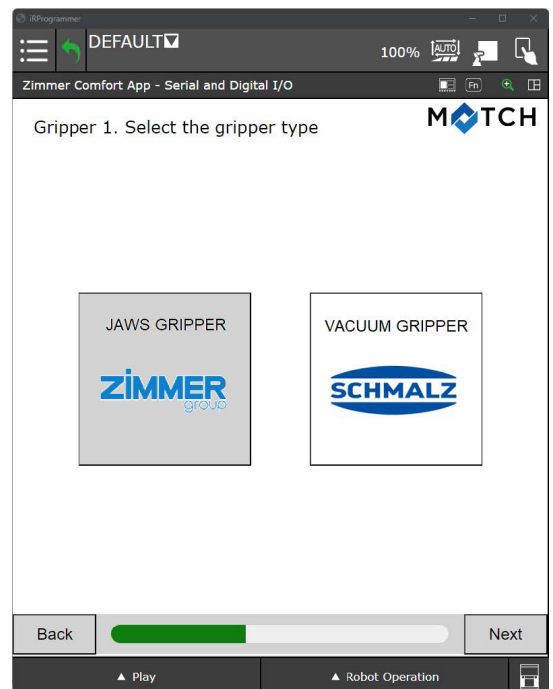 iRProgrammer
DEFAULT
100% AUTO
Zimmer Comfort App - Serial and Digital I/O Fn
MATCH
Gripper 1. Select the gripper type
JAWS GRIPPER
ZIMMER
group
VACUUM GRIPPER
SCHMALZ
Back
Next
▲ Play
▲ Robot Operation